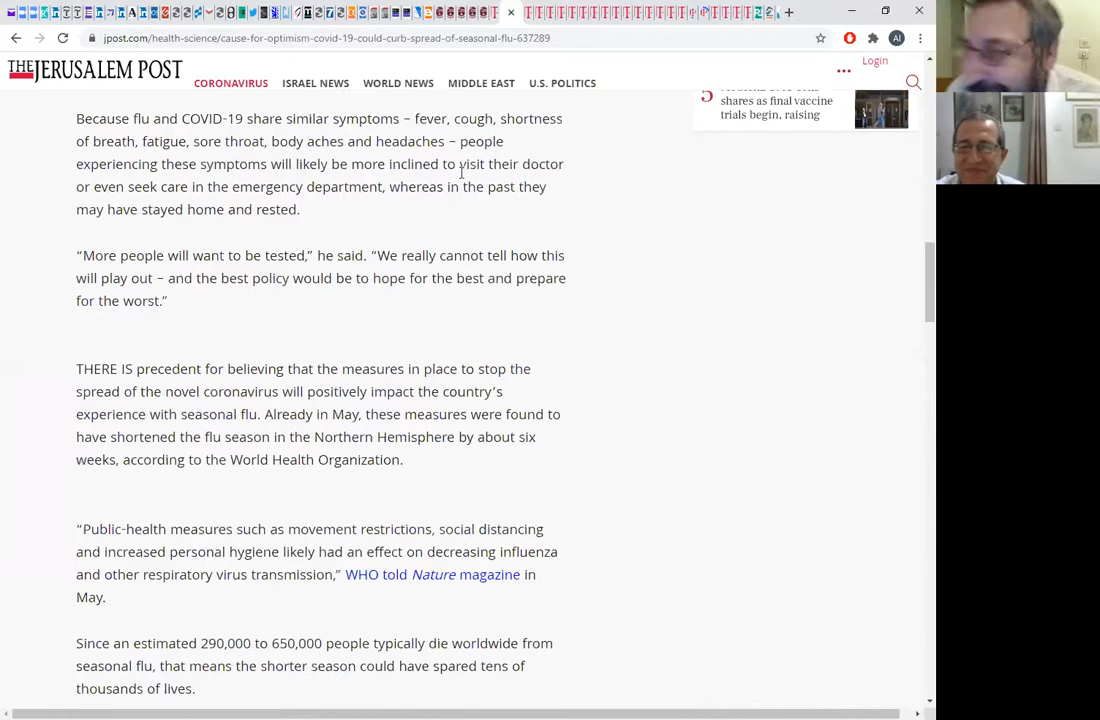 jpost.com/health-science/cause-for-optimism-covid-19-could-curb-spread-of-seasonal-flu-637289
AI
THE JERUSALEM POST
Login
CORONAVIRUS ISRAEL NEWS WORLD NEWS MIDDLE EAST U.S. POLITICS
5
shares as final vaccine
trials begin, raising
Because flu and COVID-19 share similar symptoms – fever, cough, shortness
of breath, fatigue, sore throat, body aches and headaches – people
experiencing these symptoms will likely be more inclined to visit their doctor
or even seek care in the emergency department, whereas in the past they
may have stayed home and rested.
“More people will want to be tested,” he said. “We really cannot tell how this
will play out – and the best policy would be to hope for the best and prepare
for the worst.”
THERE IS precedent for believing that the measures in place to stop the
spread of the novel coronavirus will positively impact the country’s
experience with seasonal flu. Already in May, these measures were found to
have shortened the flu season in the Northern Hemisphere by about six
weeks, according to the World Health Organization.
“Public-health measures such as movement restrictions, social distancing
and increased personal hygiene likely had an effect on decreasing influenza
and other respiratory virus transmission,” WHO told Nature magazine in
May.
Since an estimated 290,000 to 650,000 people typically die worldwide from
seasonal flu, that means the shorter season could have spared tens of
thousands of lives.